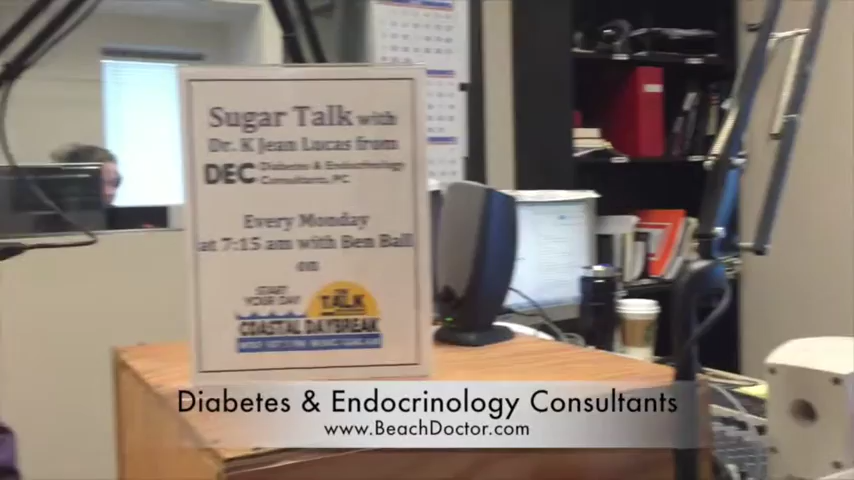 Sugar Talk with
Dr. K Jean Lucas from
DEC Diabetes & Endocrinology
Consultants, PC
Every Monday
at 7:15 am with Ben Ball
on
START
YOUR DAY
THE
TALK
COASTAL DAYBREAK
Diabetes & Endocrinology Consultants
www.BeachDoctor.com